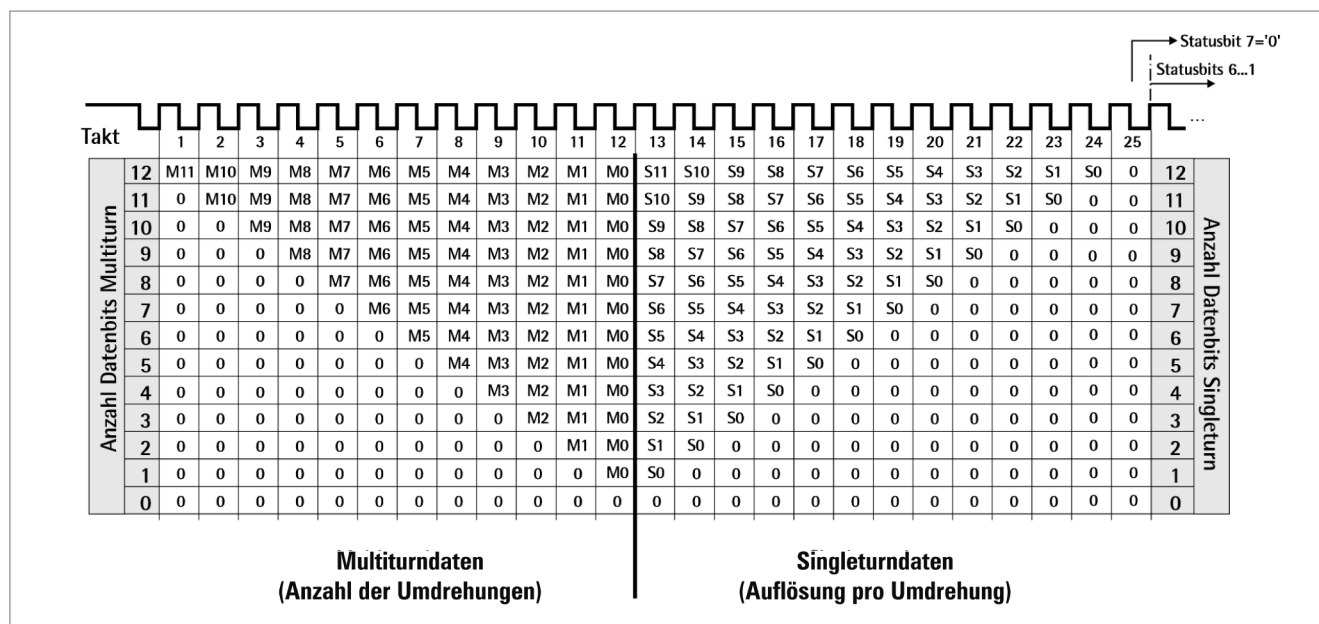 Statusbit 7='0'
Statusbits 6...1
...
Takt 1 2 3 4 5 6 7 8 9 10 11 12 13 14 15 16 17 18 19 20 21 22 23 24 25
Anzahl Datenbits Multiturn
12 M11 M10 M9 M8 M7 M6 M5 M4 M3 M2 M1 M0 S11 S10 S9 S8 S7 S6 S5 S4 S3 S2 S1 S0 0 12
11 0 M10 M9 M8 M7 M6 M5 M4 M3 M2 M1 M0 S10 S9 S8 S7 S6 S5 S4 S3 S2 S1 S0 0 0 11
10 0 0 M9 M8 M7 M6 M5 M4 M3 M2 M1 M0 S9 S8 S7 S6 S5 S4 S3 S2 S1 S0 0 0 0 10
9 0 0 0 M8 M7 M6 M5 M4 M3 M2 M1 M0 S8 S7 S6 S5 S4 S3 S2 S1 S0 0 0 0 0 9
8 0 0 0 0 M7 M6 M5 M4 M3 M2 M1 M0 S7 S6 S5 S4 S3 S2 S1 S0 0 0 0 0 0 8
7 0 0 0 0 0 M6 M5 M4 M3 M2 M1 M0 S6 S5 S4 S3 S2 S1 S0 0 0 0 0 0 0 7
6 0 0 0 0 0 0 M5 M4 M3 M2 M1 M0 S5 S4 S3 S2 S1 S0 0 0 0 0 0 0 0 6
5 0 0 0 0 0 0 0 M4 M3 M2 M1 M0 S4 S3 S2 S1 S0 0 0 0 0 0 0 0 0 5
4 0 0 0 0 0 0 0 0 M3 M2 M1 M0 S3 S2 S1 S0 0 0 0 0 0 0 0 0 0 4
3 0 0 0 0 0 0 0 0 0 M2 M1 M0 S2 S1 S0 0 0 0 0 0 0 0 0 0 0 3
2 0 0 0 0 0 0 0 0 0 0 M1 M0 S1 S0 0 0 0 0 0 0 0 0 0 0 0 2
1 0 0 0 0 0 0 0 0 0 0 0 M0 S0 0 0 0 0 0 0 0 0 0 0 0 0 1
0 0 0 0 0 0 0 0 0 0 0 0 0 0 0 0 0 0 0 0 0 0 0 0 0 0 0
Anzahl Datenbits Singleturn
Multiturndaten
(Anzahl der Umdrehungen)
Singleturndaten
(Auflösung pro Umdrehung)